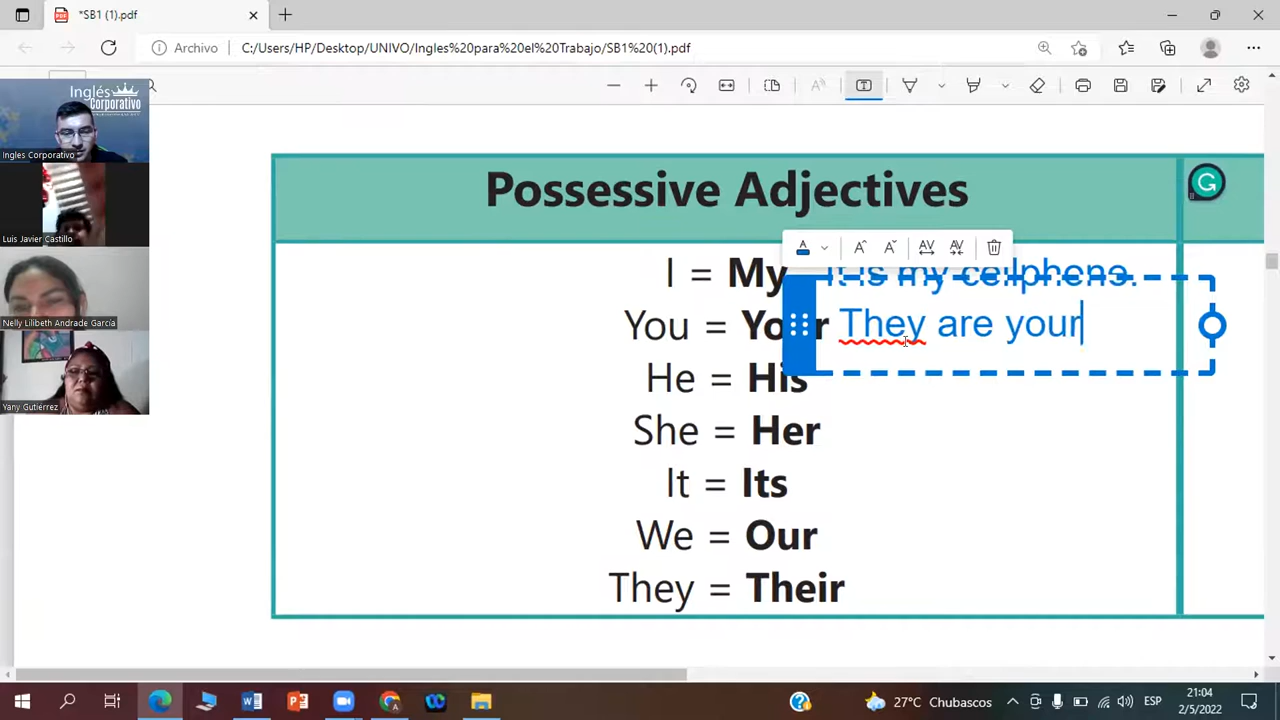 *SB1 (1).pdf
Archivo
C:/Users/HP/Desktop/UNIVO/Ingles%20para%20el%20Trabajo/SB1%20(1).pdf
Inglés
Corporativo
Ingles Corporativo
Luis Javier Castillo
Nelly Lilibeth Andrade García
Yany Gutiérrez
Possessive Adjectives
I = My It is my cellphone.
You = Your They are your
He = His
She = Her
It = Its
We = Our
They = Their
27°C Chubascos
ESP
21:04
2/5/2022